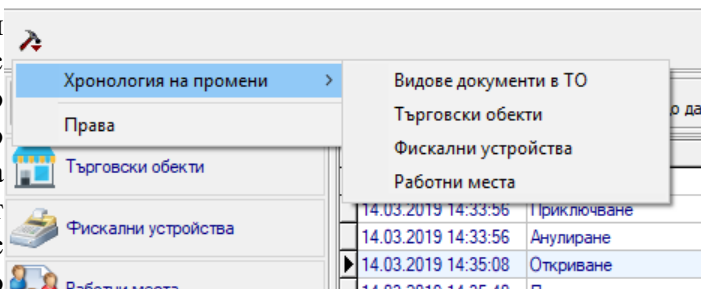 Хронология на промени
Права
Видове документи в ТО
Търговски обекти
Фискални устройства
Работни места
Търговски обекти
Фискални устройства
Работни места
14.03.2019 14:33:56 Приключване
14.03.2019 14:33:56 Анулиране
14.03.2019 14:35:08 Откриване